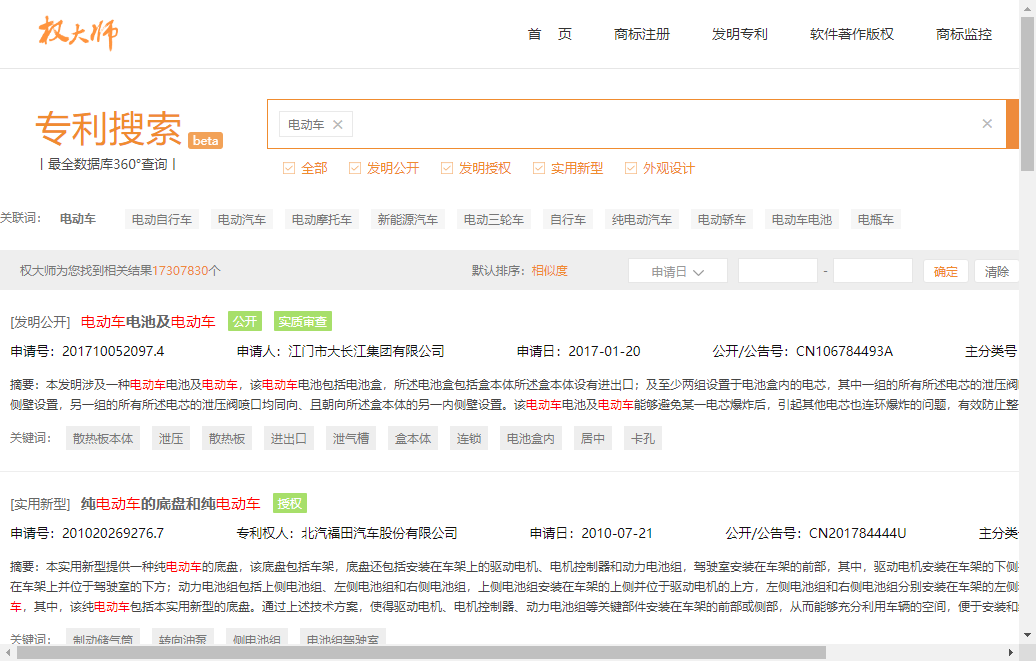 权大师
首 页 商标注册 发明专利 软件著作版权 商标监控
专利搜索 beta
丨最全数据库360°查询丨
电动车
全部 发明公开 发明授权 实用新型 外观设计
关联词： 电动车 电动自行车 电动汽车 电动摩托车 新能源汽车 电动三轮车 自行车 纯电动汽车 电动轿车 电动车电池 电瓶车
权大师为您找到相关结果17307830个 默认排序： 相似度 申请日 - 确定 清除
[发明公开] 电动车电池及电动车 公开 实质审查
申请号：201710052097.4 申请人：江门市大长江集团有限公司 申请日：2017-01-20 公开/公告号：CN106784493A 主分类号
摘要：本发明涉及一种电动车电池及电动车，该电动车电池包括电池盒，所述电池盒包括盒本体所述盒本体设有进出口；及至少两组设置于电池盒内的电芯，其中一组的所有所述电芯的泄压阀
侧壁设置，另一组的所有所述电芯的泄压阀喷口均同向、且朝向所述盒本体的另一内侧壁设置。该电动车电池及电动车能够避免某一电芯爆炸后，引起其他电芯也连环爆炸的问题，有效防止整
关键词： 散热板本体 泄压 散热板 进出口 泄气槽 盒本体 连锁 电池盒内 居中 卡孔
[实用新型] 纯电动车的底盘和纯电动车 授权
申请号：201020269276.7 专利权人：北汽福田汽车股份有限公司 申请日：2010-07-21 公开/公告号：CN201784444U 主分类
摘要：本实用新型提供一种纯电动车的底盘，该底盘包括车架，底盘还包括安装在车架上的驱动电机、电机控制器和动力电池组，驾驶室安装在车架的前部，其中，驱动电机安装在车架的下侧
在车架上并位于驾驶室的下方；动力电池组包括上侧电池组、左侧电池组和右侧电池组，上侧电池组安装在车架的上侧并位于驱动电机的上方，左侧电池组和右侧电池组分别安装在车架的左侧
车，其中，该纯电动车包括本实用新型的底盘。通过上述技术方案，使得驱动电机、电机控制器、动力电池组等关键部件安装在车架的前部或侧部，从而能够充分利用车辆的空间，便于安装和
关键词： 制动储气筒 转向油泵 侧电池组 电池组驾驶室